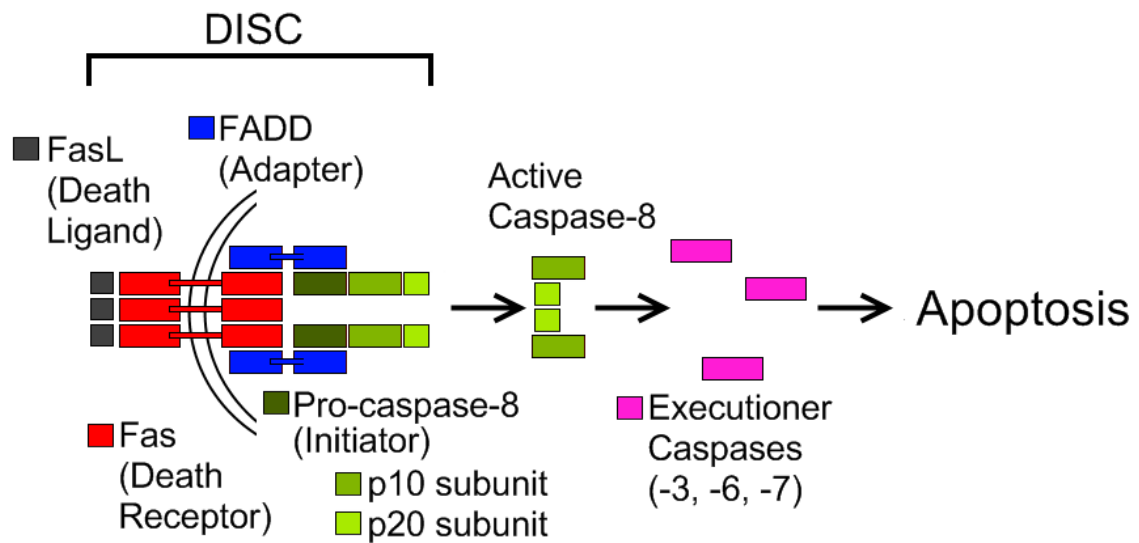 DISC
FasL
(Death
Ligand)
FADD
(Adapter)
Active
Caspase-8
Apoptosis
Fas
(Death
Receptor)
Pro-caspase-8
(Initiator)
p10 subunit
p20 subunit
Executioner
Caspases
(-3, -6, -7)